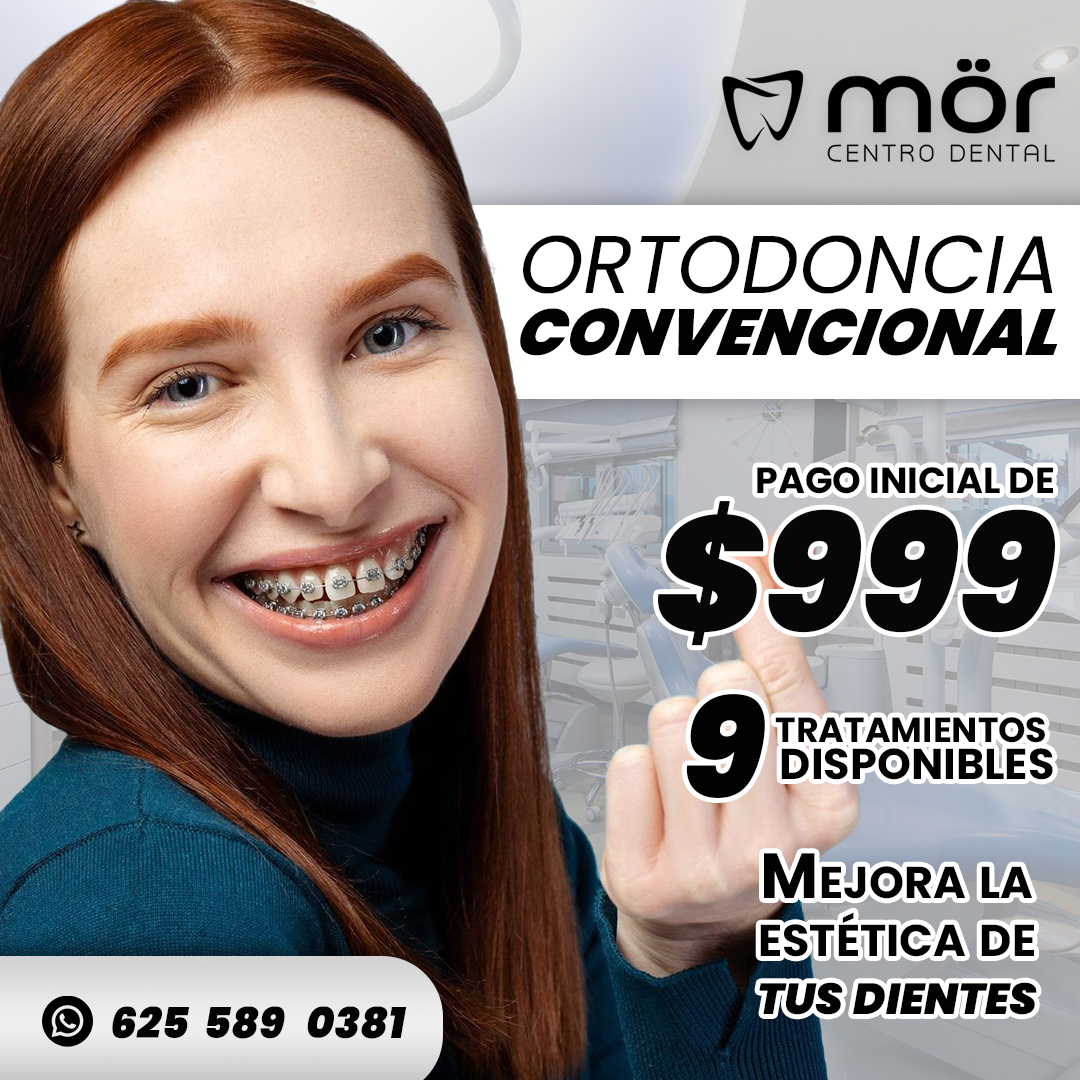 mör
CENTRO DENTAL
ORTODONCIA
CONVENCIONAL
PAGO INICIAL DE
$999
9 TRATAMIENTOS
DISPONIBLES
MEJORA LA
ESTÉTICA DE
TUS DIENTES
625 589 0381